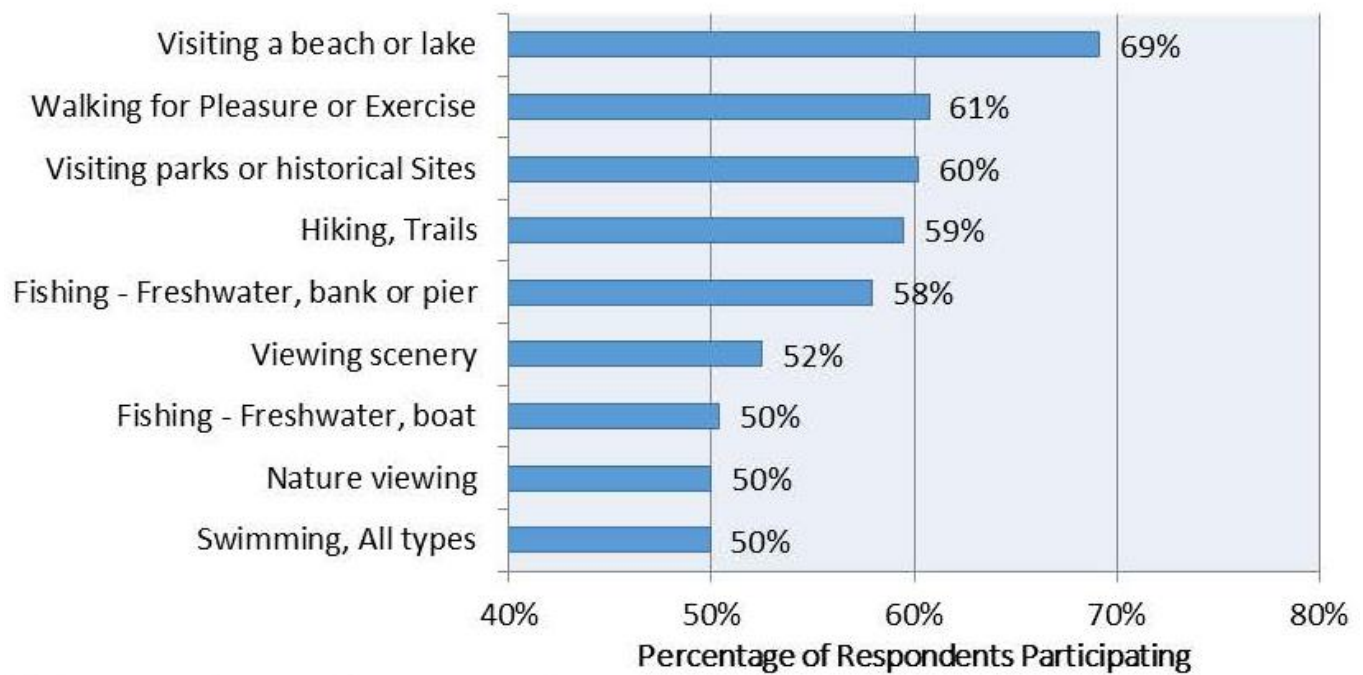 Visiting a beach or lake 69%
Walking for Pleasure or Exercise 61%
Visiting parks or historical Sites 60%
Hiking, Trails 59%
Fishing - Freshwater, bank or pier 58%
Viewing scenery 52%
Fishing - Freshwater, boat 50%
Nature viewing 50%
Swimming, All types 50%
40% 50% 60% 70% 80%
Percentage of Respondents Participating